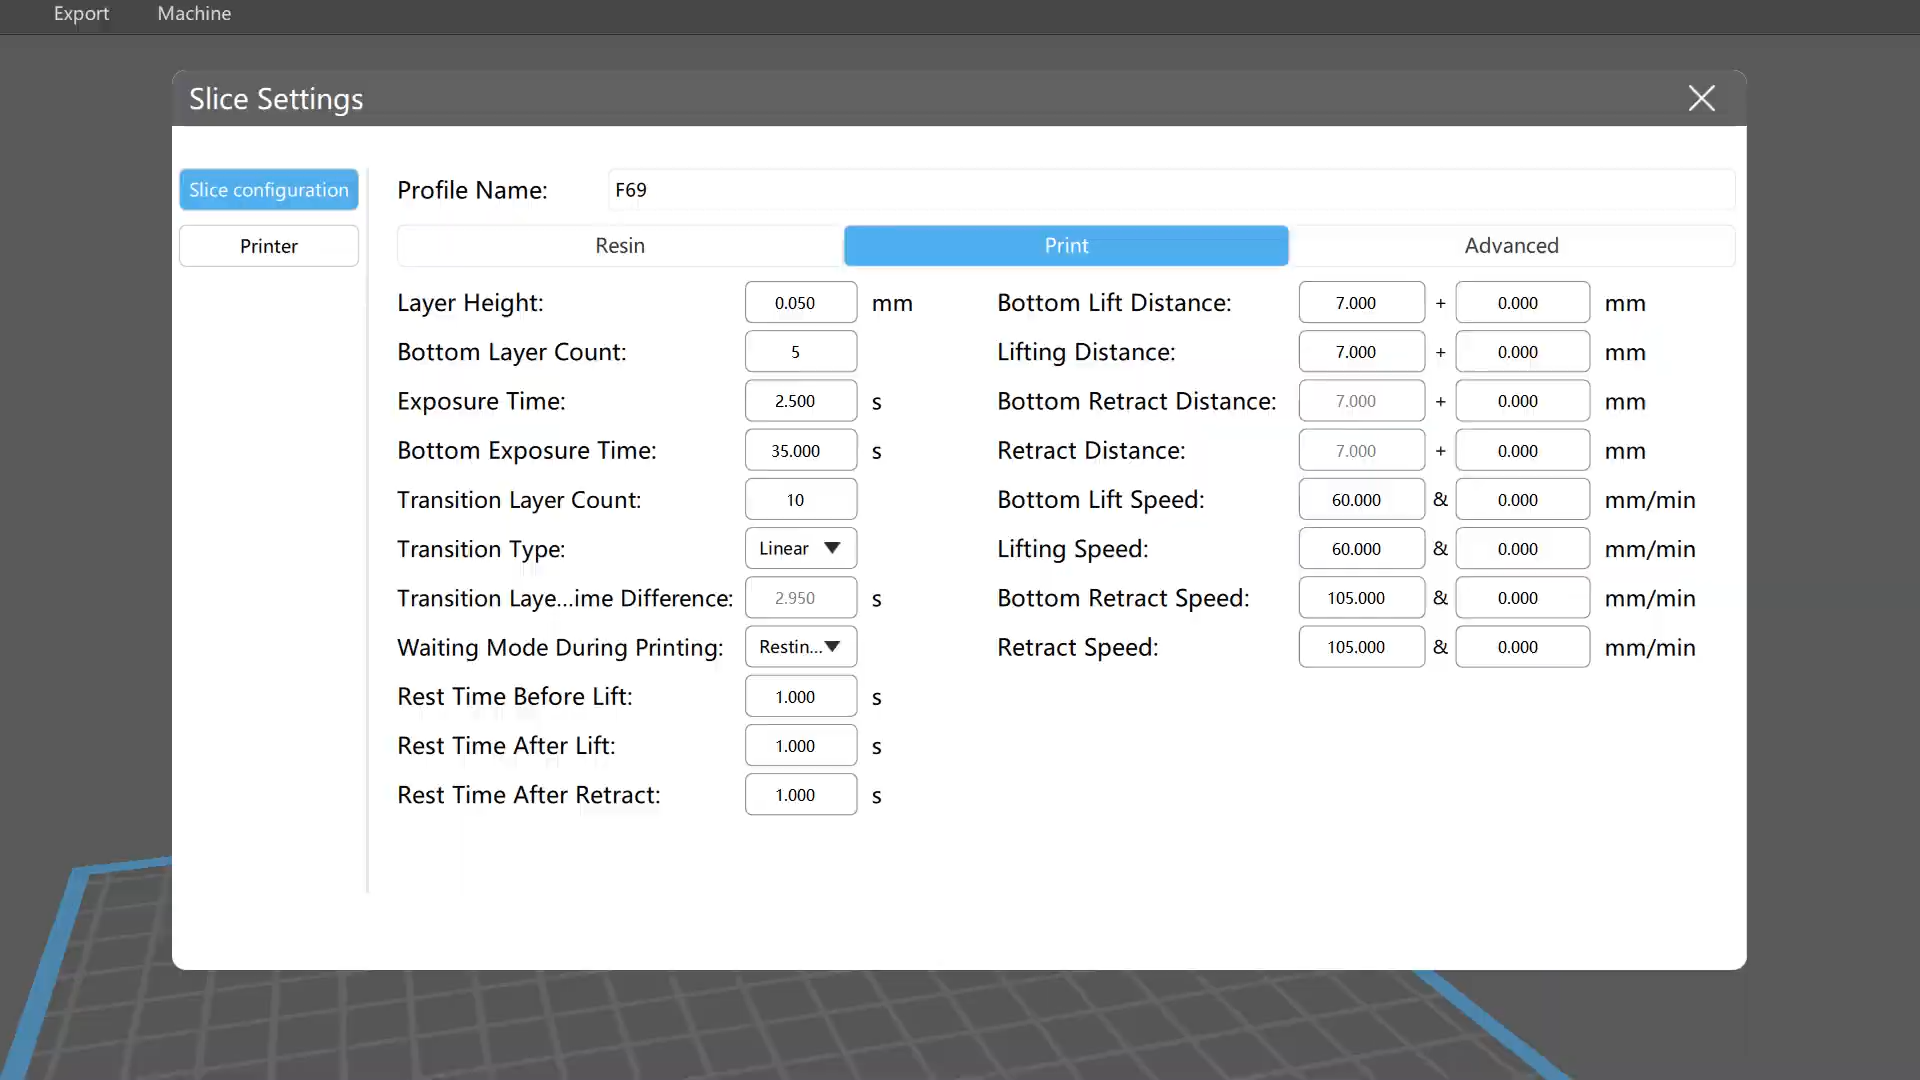 Export Machine
Slice Settings
Slice configuration
Printer
Profile Name: F69
Resin Print Advanced
Layer Height: 0.050 mm
Bottom Layer Count: 5
Exposure Time: 2.500 s
Bottom Exposure Time: 35.000 s
Transition Layer Count: 10
Transition Type: Linear
Transition Laye...ime Difference: 2.950 s
Waiting Mode During Printing: Restin...
Rest Time Before Lift: 1.000 s
Rest Time After Lift: 1.000 s
Rest Time After Retract: 1.000 s
Bottom Lift Distance: 7.000 + 0.000 mm
Lifting Distance: 7.000 + 0.000 mm
Bottom Retract Distance: 7.000 + 0.000 mm
Retract Distance: 7.000 + 0.000 mm
Bottom Lift Speed: 60.000 & 0.000 mm/min
Lifting Speed: 60.000 & 0.000 mm/min
Bottom Retract Speed: 105.000 & 0.000 mm/min
Retract Speed: 105.000 & 0.000 mm/min